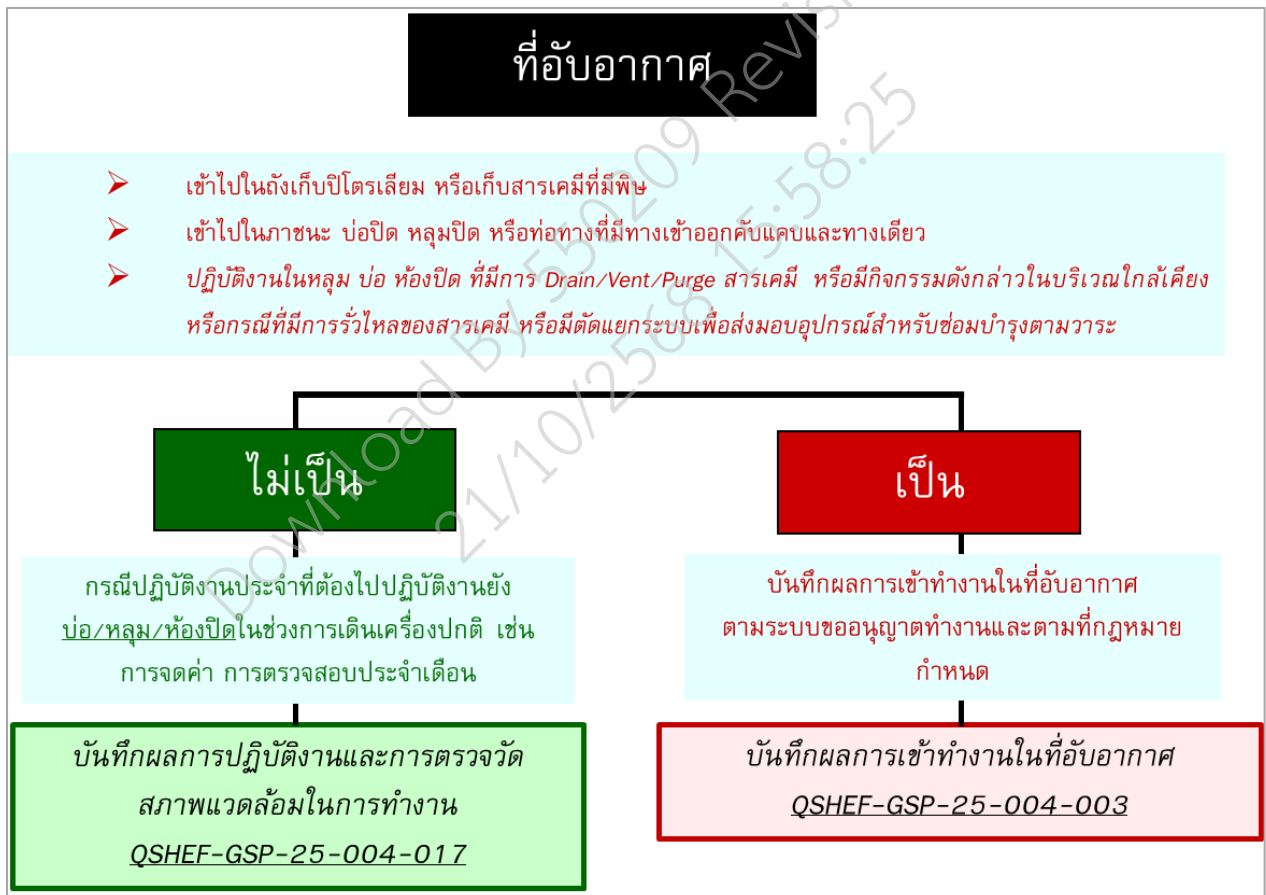 ที่อับอากาศ
➢ เข้าไปในถังเก็บปิโตรเลียม หรือเก็บสารเคมีที่มีพิษ
➢ เข้าไปในภาชนะ บ่อปิด หลุมปิด หรือท่อทางที่มีทางเข้าออกคับแคบและทางเดียว
➢ ปฏิบัติงานในหลุม บ่อ ห้องปิด ที่มีการ Drain/Vent/Purge สารเคมี หรือมีกิจกรรมดังกล่าวในบริเวณใกล้เคียง
หรือกรณีที่มีการรั่วไหลของสารเคมี หรือมีตัดแยกระบบเพื่อส่งมอบอุปกรณ์สำหรับซ่อมบำรุงตามวาระ
ไม่เป็น
กรณีปฏิบัติงานประจำที่ต้องไปปฏิบัติงานยัง
บ่อ/หลุม/ห้องปิดในช่วงการเดินเครื่องปกติ เช่น
การจดค่า การตรวจสอบประจำเดือน
บันทึกผลการปฏิบัติงานและการตรวจวัด
สภาพแวดล้อมในการทำงาน
QSHEF-GSP-25-004-017
เป็น
บันทึกผลการเข้าทำงานในที่อับอากาศ
ตามระบบขออนุญาตทำงานและตามที่กฎหมาย
กำหนด
บันทึกผลการเข้าทำงานในที่อับอากาศ
QSHEF-GSP-25-004-003
Download By 550209 Revis
21/10/2568 15:58:25